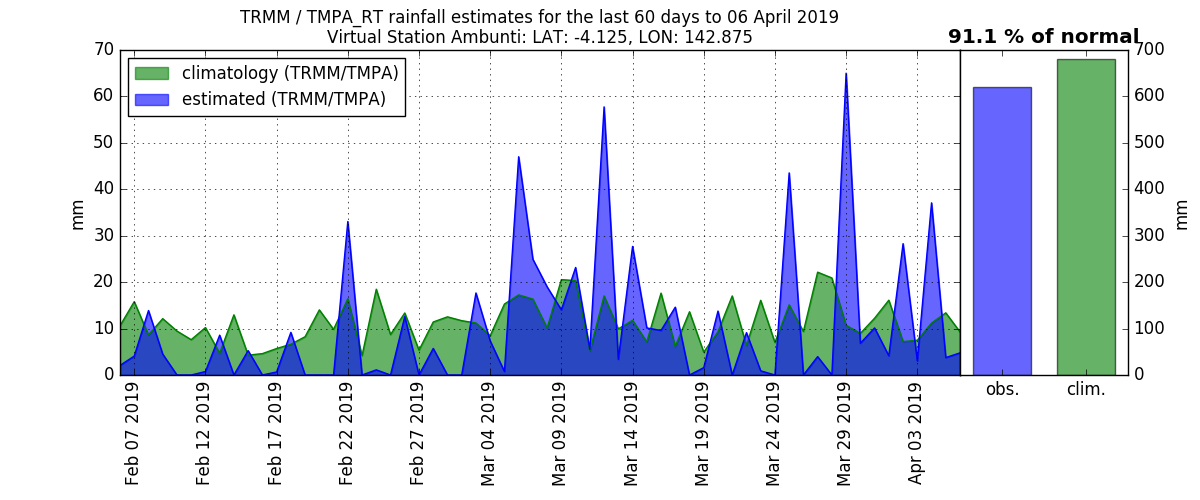 TRMM / TMPA_RT rainfall estimates for the last 60 days to 06 April 2019
Virtual Station Ambunti: LAT: -4.125, LON: 142.875
91.1 % of normal
climatology (TRMM/TMPA)
estimated (TRMM/TMPA)
70
60
50
40
30
20
10
0
mm
Feb 07 2019
Feb 12 2019
Feb 17 2019
Feb 22 2019
Feb 27 2019
Mar 04 2019
Mar 09 2019
Mar 14 2019
Mar 19 2019
Mar 24 2019
Mar 29 2019
Apr 03 2019
obs.
clim.
700
600
500
400
300
200
100
0
mm